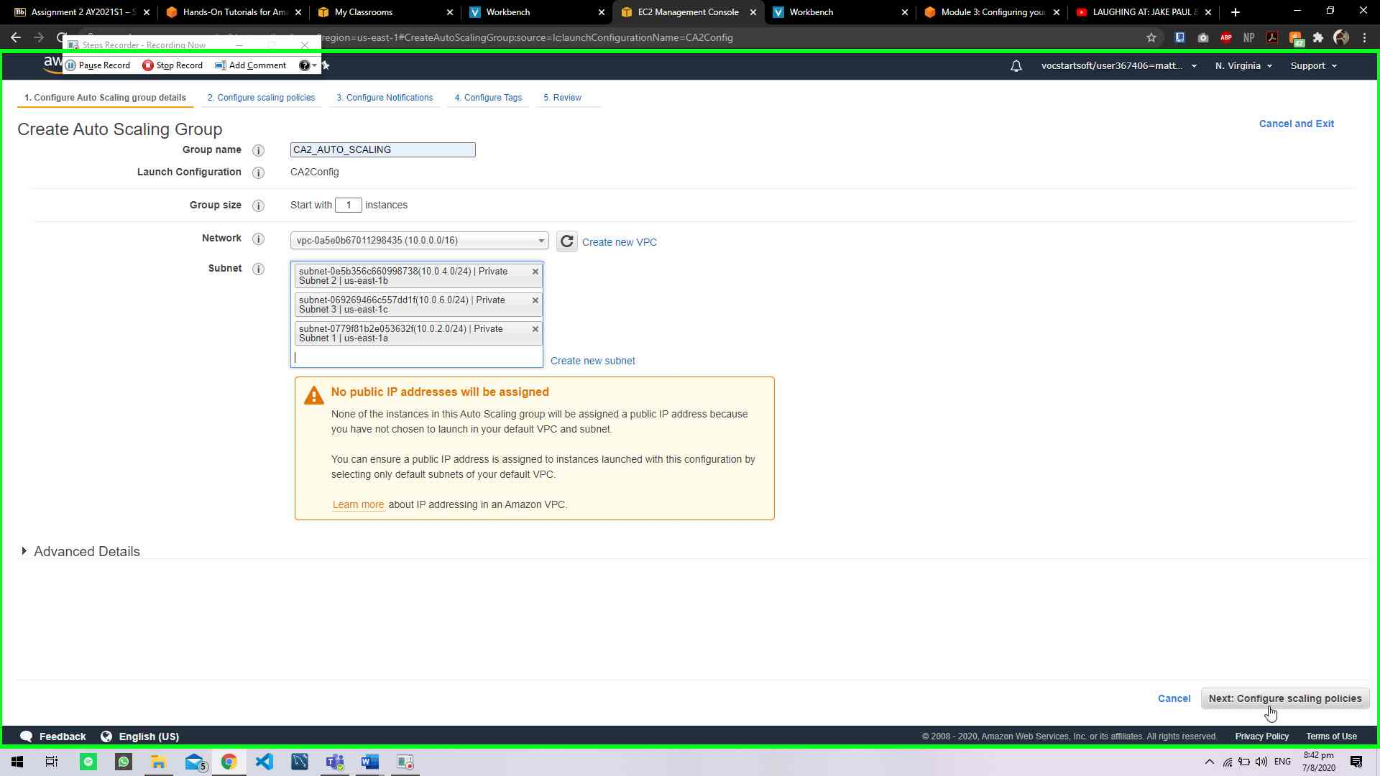 Assignment 2 AY2021S1 – S
Hands-On Tutorials for Am
My Classrooms
Workbench
EC2 Management Console
Workbench
Module 3: Configuring your
LAUGHING AT: JAKE PAUL &
Steps Recorder - Recording Now
region=us-east-1#CreateAutoScalingGroup:source=lc;launchConfigurationName=CA2Config
Pause Record
Stop Record
Add Comment
vocstartsoft/user367406=matt...
N. Virginia
Support
1. Configure Auto Scaling group details
2. Configure scaling policies
3. Configure Notifications
4. Configure Tags
5. Review
Create Auto Scaling Group
Cancel and Exit
Group name
CA2_AUTO_SCALING
Launch Configuration
CA2Config
Group size
Start with 1 instances
Network
vpc-0a5e0b67011298435 (10.0.0.0/16)
Create new VPC
Subnet
subnet-0e5b356c660998738(10.0.4.0/24) | Private
Subnet 2 | us-east-1b
subnet-069269466c557dd1f(10.0.6.0/24) | Private
Subnet 3 | us-east-1c
subnet-0779f81b2e053632f(10.0.2.0/24) | Private
Subnet 1 | us-east-1a
Create new subnet
No public IP addresses will be assigned
None of the instances in this Auto Scaling group will be assigned a public IP address because
you have not chosen to launch in your default VPC and subnet.
You can ensure a public IP address is assigned to instances launched with this configuration by
selecting only default subnets of your default VPC.
Learn more about IP addressing in an Amazon VPC.
Advanced Details
Cancel
Next: Configure scaling policies
Feedback
English (US)
© 2008 - 2020, Amazon Web Services, Inc. or its affiliates. All rights reserved.
Privacy Policy
Terms of Use
ENG
8:42 pm
7/8/2020